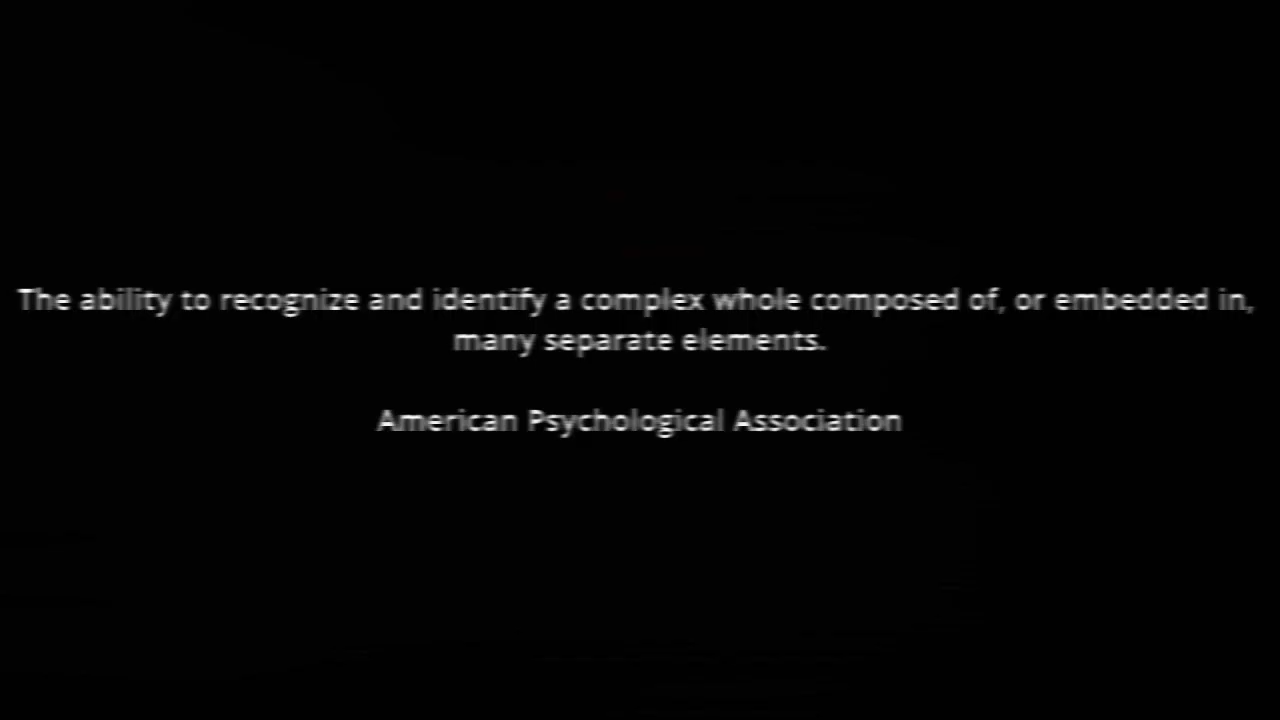 The ability to recognize and identify a complex whole composed of, or embedded in,
many separate elements.
American Psychological Association